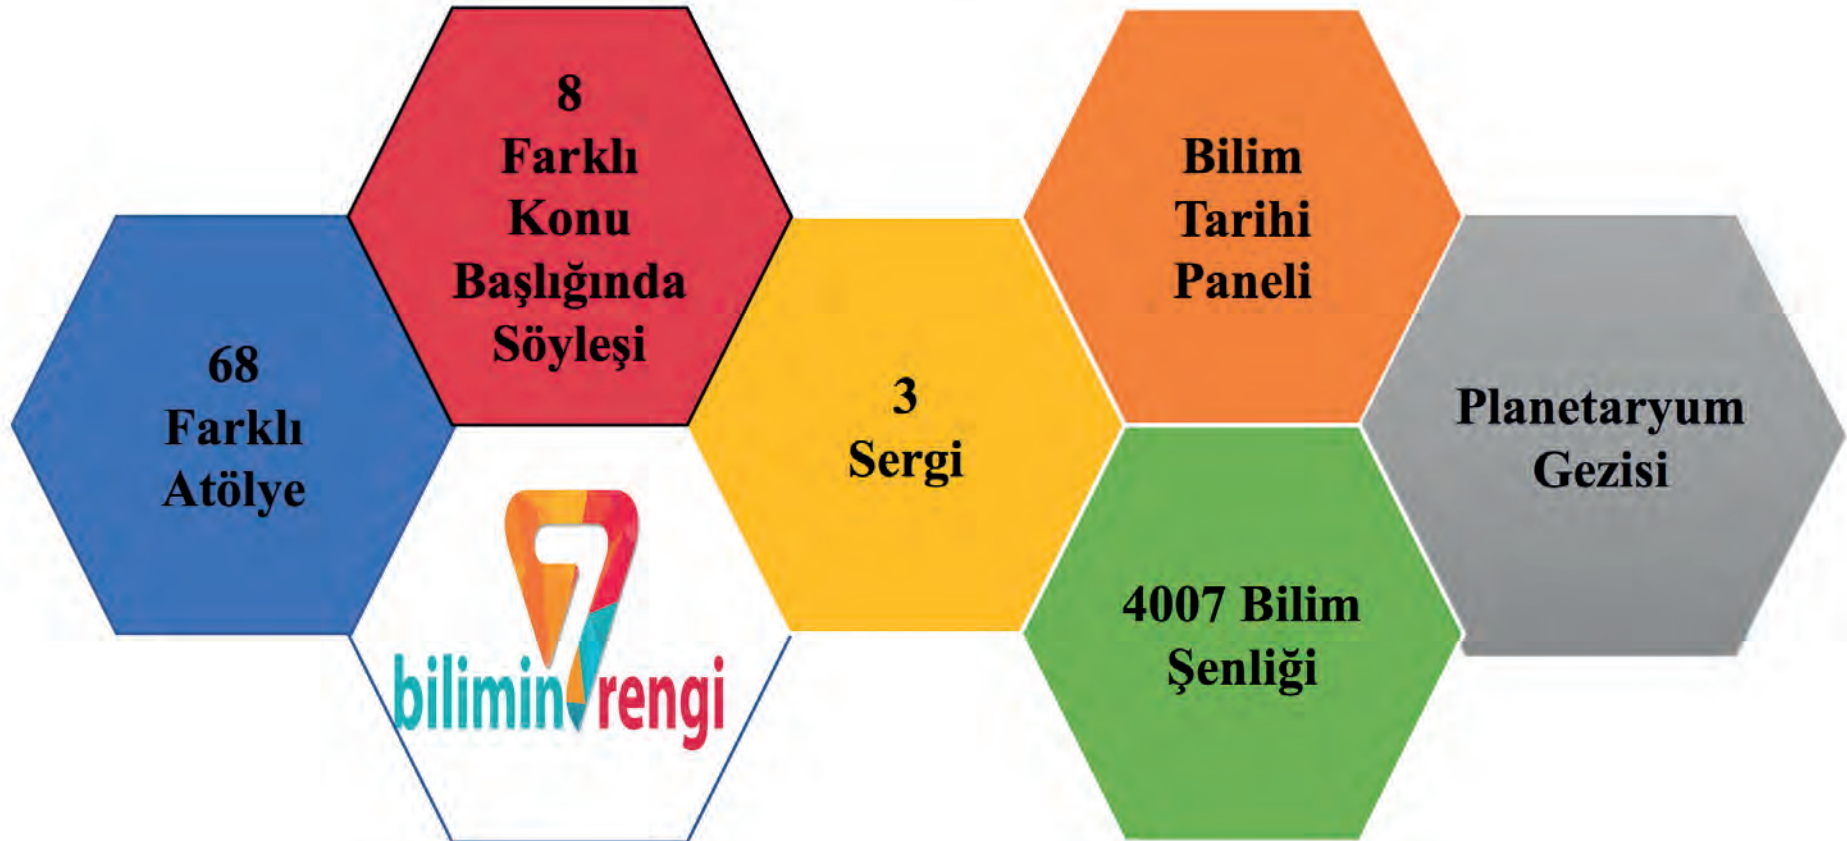 68
Farklı
Atölye
8
Farklı
Konu
Başlığında
Söyleşi
bilimin 7 rengi
3
Sergi
Bilim
Tarihi
Paneli
4007 Bilim
Şenliği
Planetaryum
Gezisi